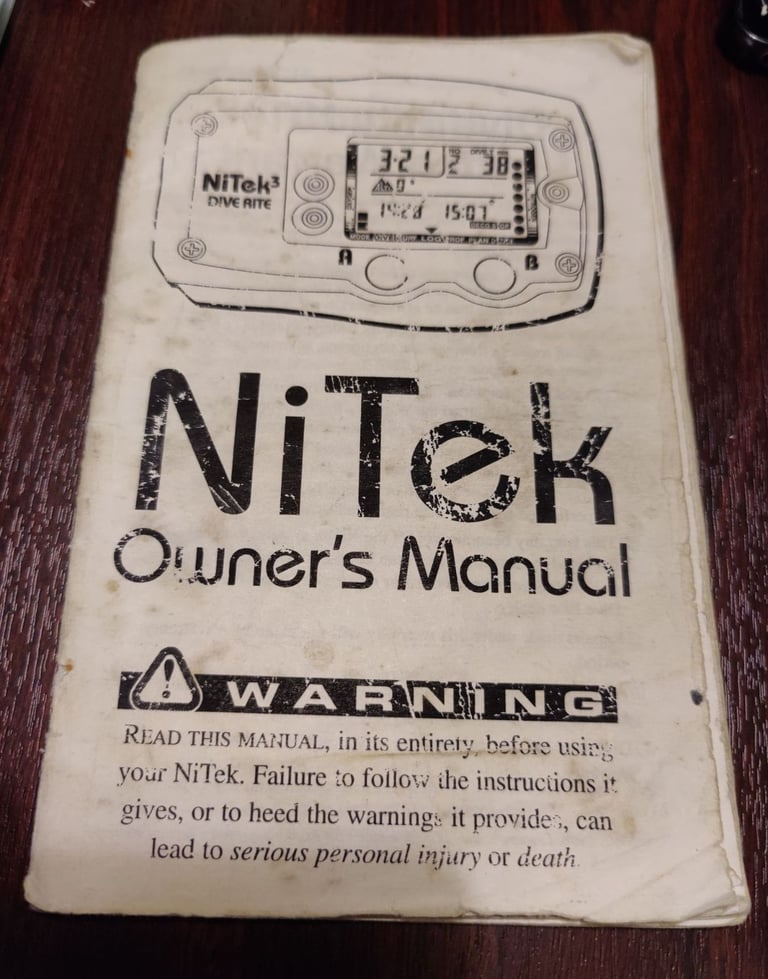 NiTek³
DIVE RITE
3-21 2 38
0°
15:07
A
B
NiTek
Owner's Manual
WARNING
READ THIS MANUAL, in its entirety, before using
your NiTek. Failure to follow the instructions it
gives, or to heed the warnings it provides, can
lead to serious personal injury or death.